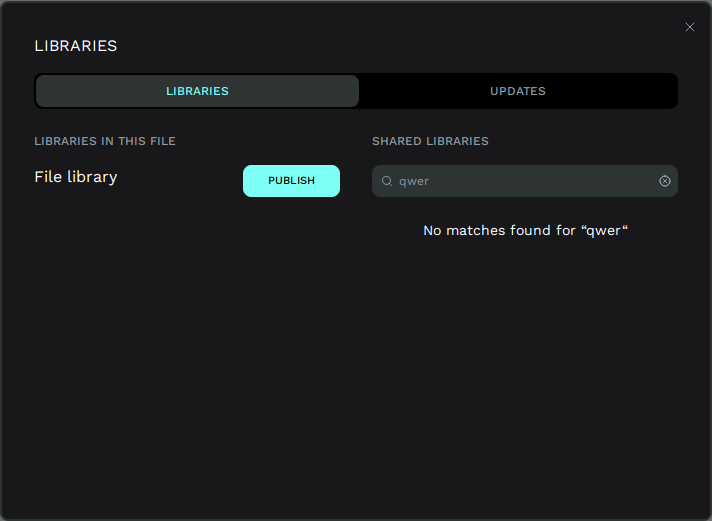 LIBRARIES
LIBRARIES
UPDATES
LIBRARIES IN THIS FILE
File library
PUBLISH
SHARED LIBRARIES
qwer
No matches found for “qwer“